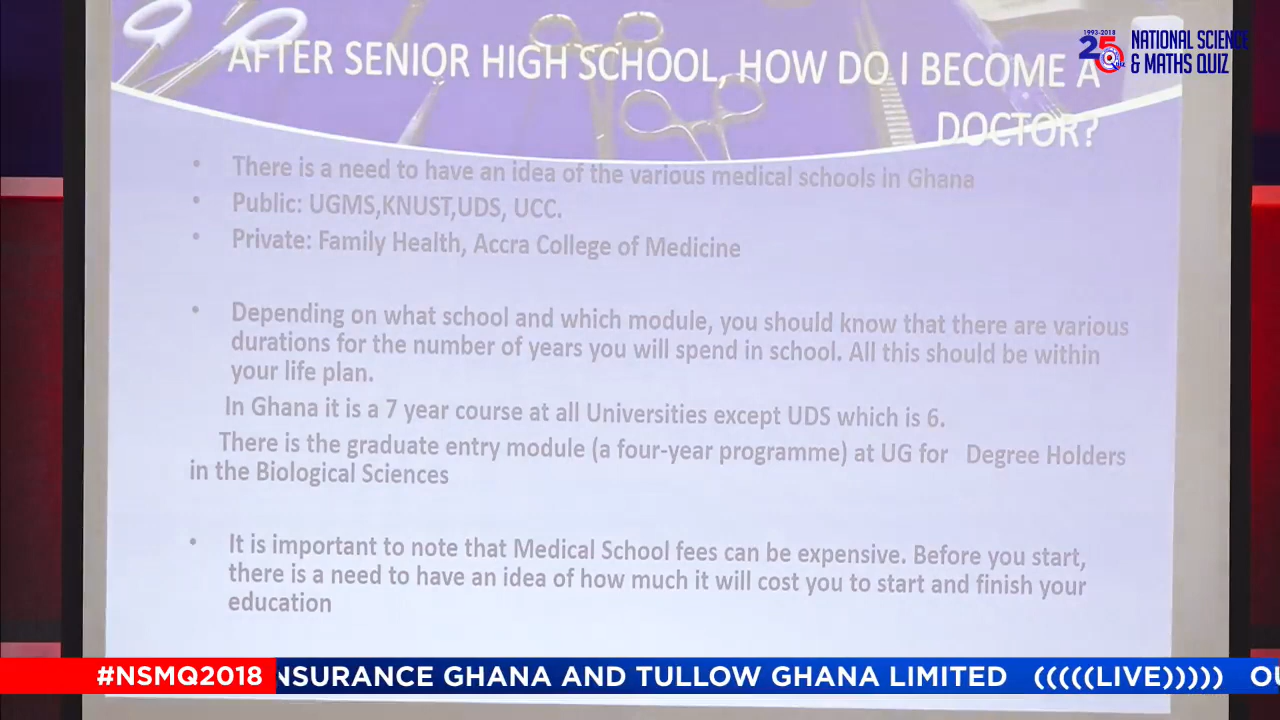 AFTER SENIOR HIGH SCHOOL, HOW DO I BECOME A
DOCTOR?
1993-2018
25
NATIONAL SCIENCE
& MATHS QUIZ
• There is a need to have an idea of the various medical schools in Ghana
• Public: UGMS,KNUST,UDS, UCC.
• Private: Family Health, Accra College of Medicine
• Depending on what school and which module, you should know that there are various
durations for the number of years you will spend in school. All this should be within
your life plan.
In Ghana it is a 7 year course at all Universities except UDS which is 6.
There is the graduate entry module (a four-year programme) at UG for Degree Holders
in the Biological Sciences
• It is important to note that Medical School fees can be expensive. Before you start,
there is a need to have an idea of how much it will cost you to start and finish your
education
#NSMQ2018 NSURANCE GHANA AND TULLOW GHANA LIMITED (((((LIVE))))) OU